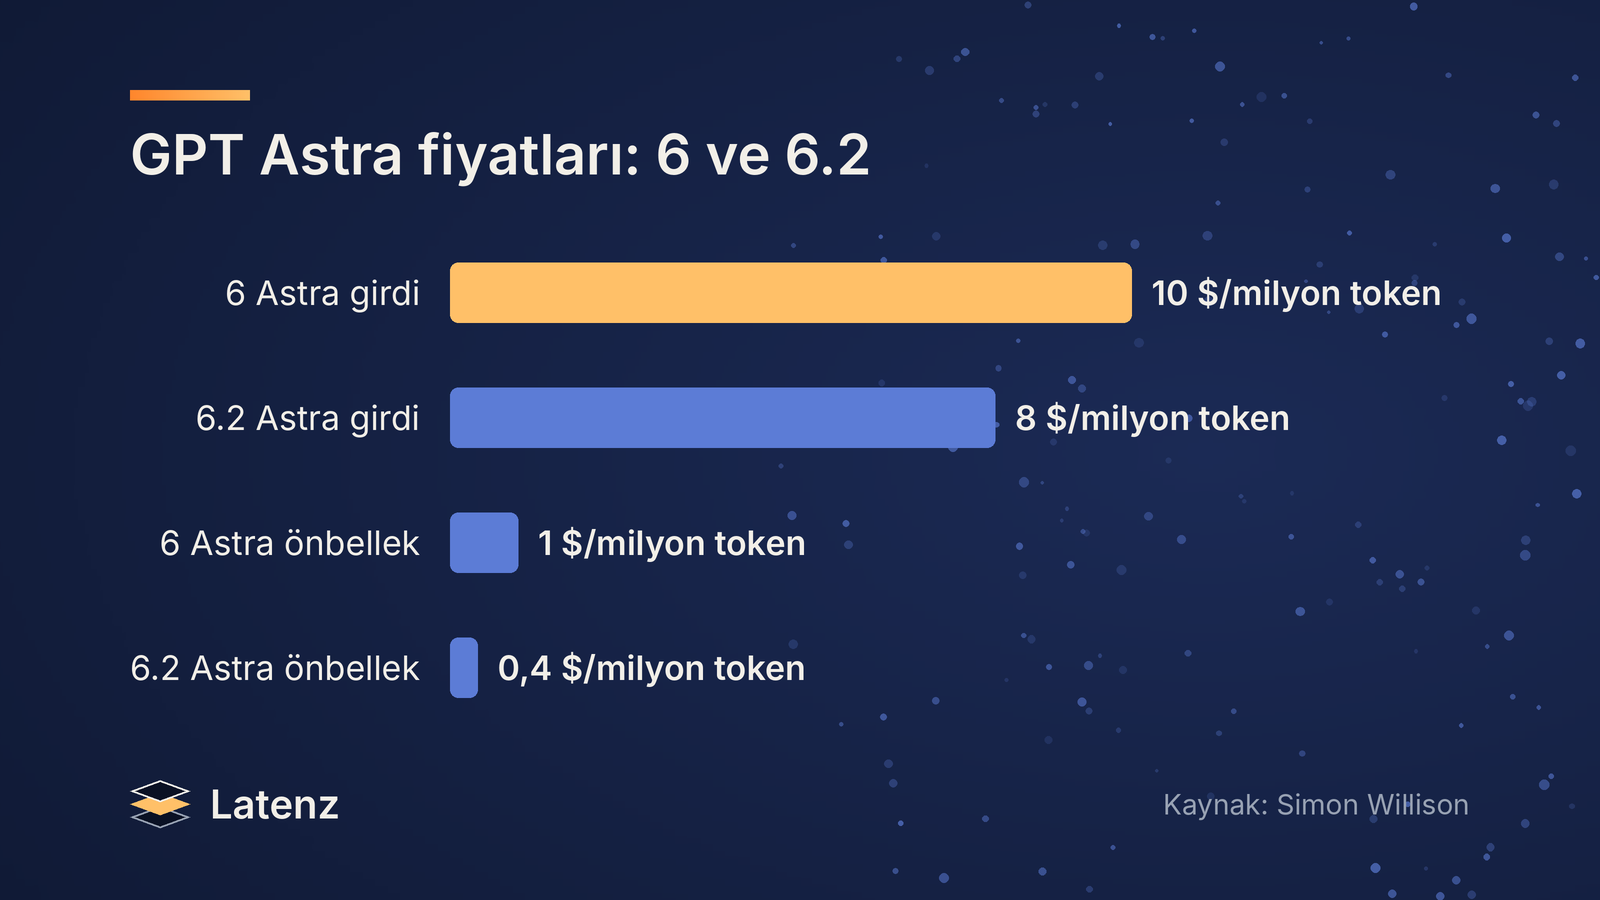 GPT Astra fiyatları: 6 ve 6.2
6 Astra girdi 10 $/milyon token
6.2 Astra girdi 8 $/milyon token
6 Astra önbellek 1 $/milyon token
6.2 Astra önbellek 0,4 $/milyon token
Latenz
Kaynak: Simon Willison